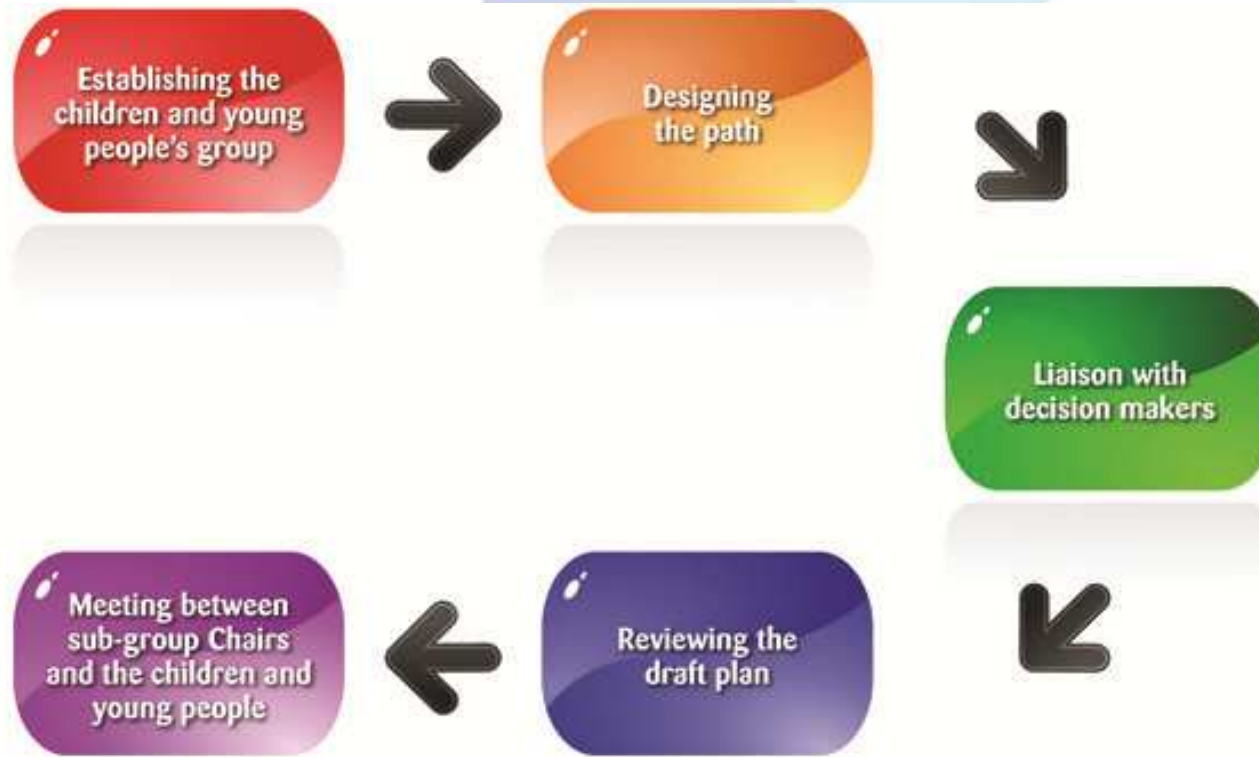 Establishing the
children and young
people's group
Designing
the path
Liaison with
decision makers
Reviewing the
draft plan
Meeting between
sub-group Chairs
and the children and
young people